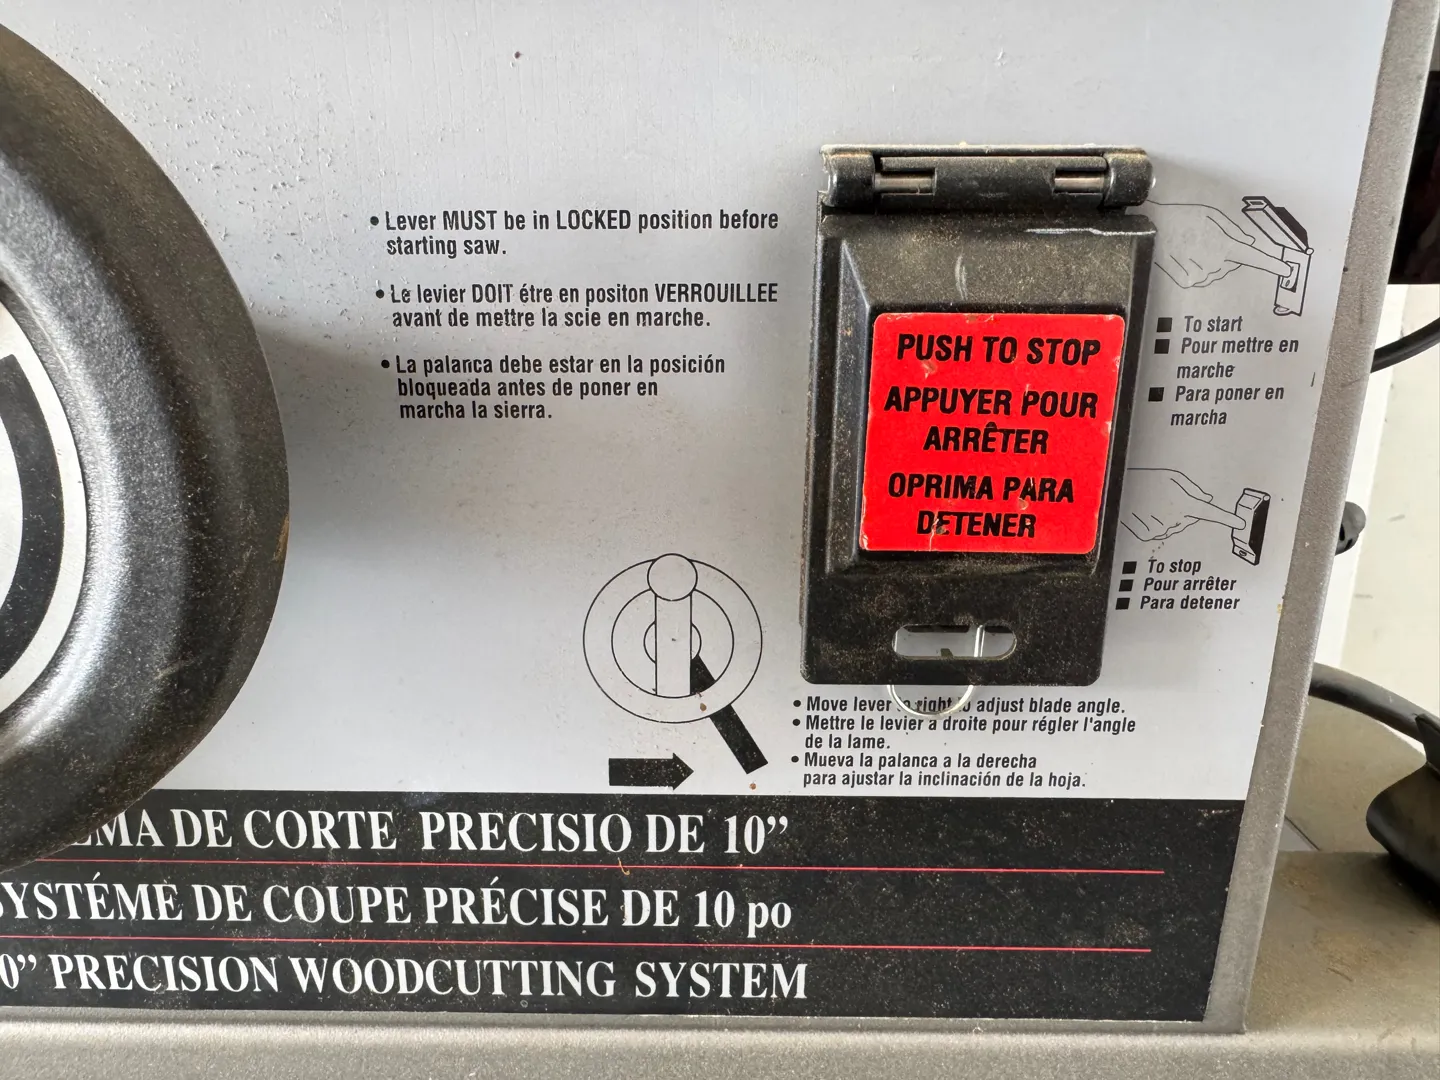 • Lever MUST be in LOCKED position before
starting saw.
• Le levier DOIT étre en positon VERROUILLEE
avant de mettre la scie en marche.
• La palanca debe estar en la posición
bloqueada antes de poner en
marcha la sierra.
PUSH TO STOP
APPUYER POUR
ARRÊTER
OPRIMA PARA
DETENER
■ To start
■ Pour mettre en
marche
■ Para poner en
marcha
■ To stop
■ Pour arrêter
■ Para detener
• Move lever right adjust blade angle.
• Mettre le levier a droite pour régler l'angle
de la lame.
• Mueva la palanca a la derecha
para ajustar la inclinación de la hoja.
EMA DE CORTE PRECISIO DE 10”
SYSTÉME DE COUPE PRÉCISE DE 10 po
0” PRECISION WOODCUTTING SYSTEM